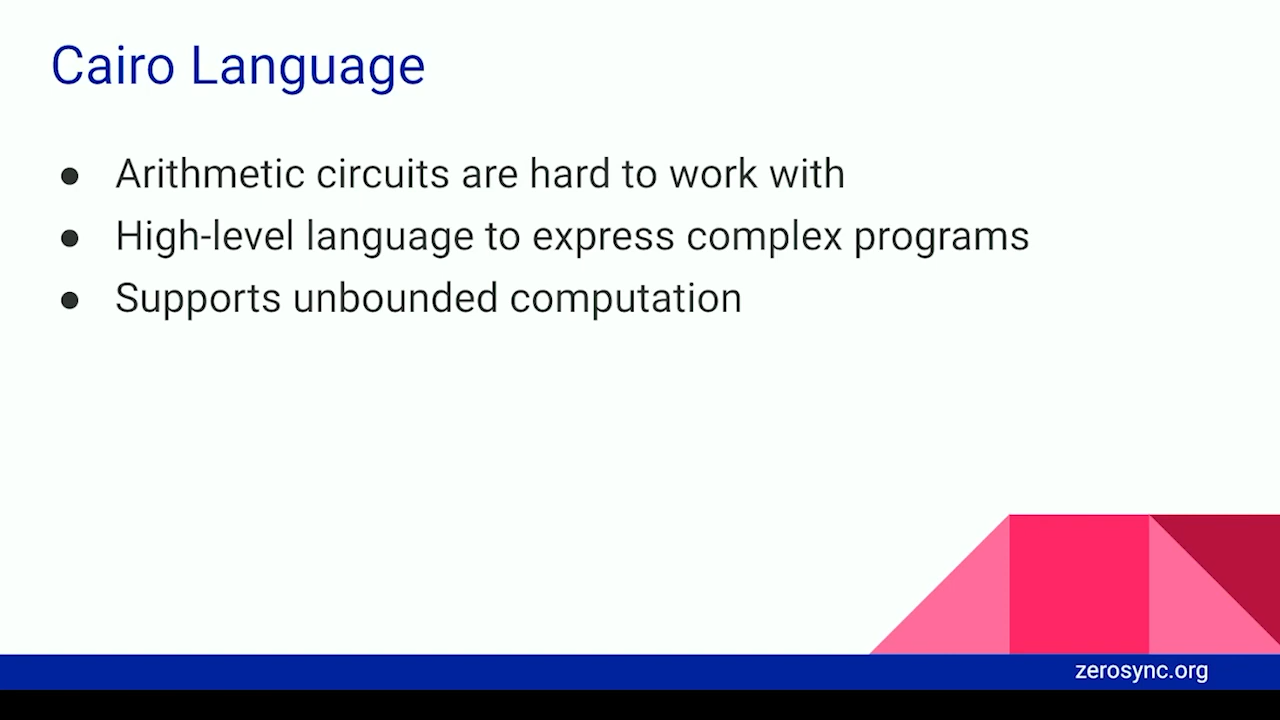 Cairo Language
● Arithmetic circuits are hard to work with
● High-level language to express complex programs
● Supports unbounded computation
zerosync.org